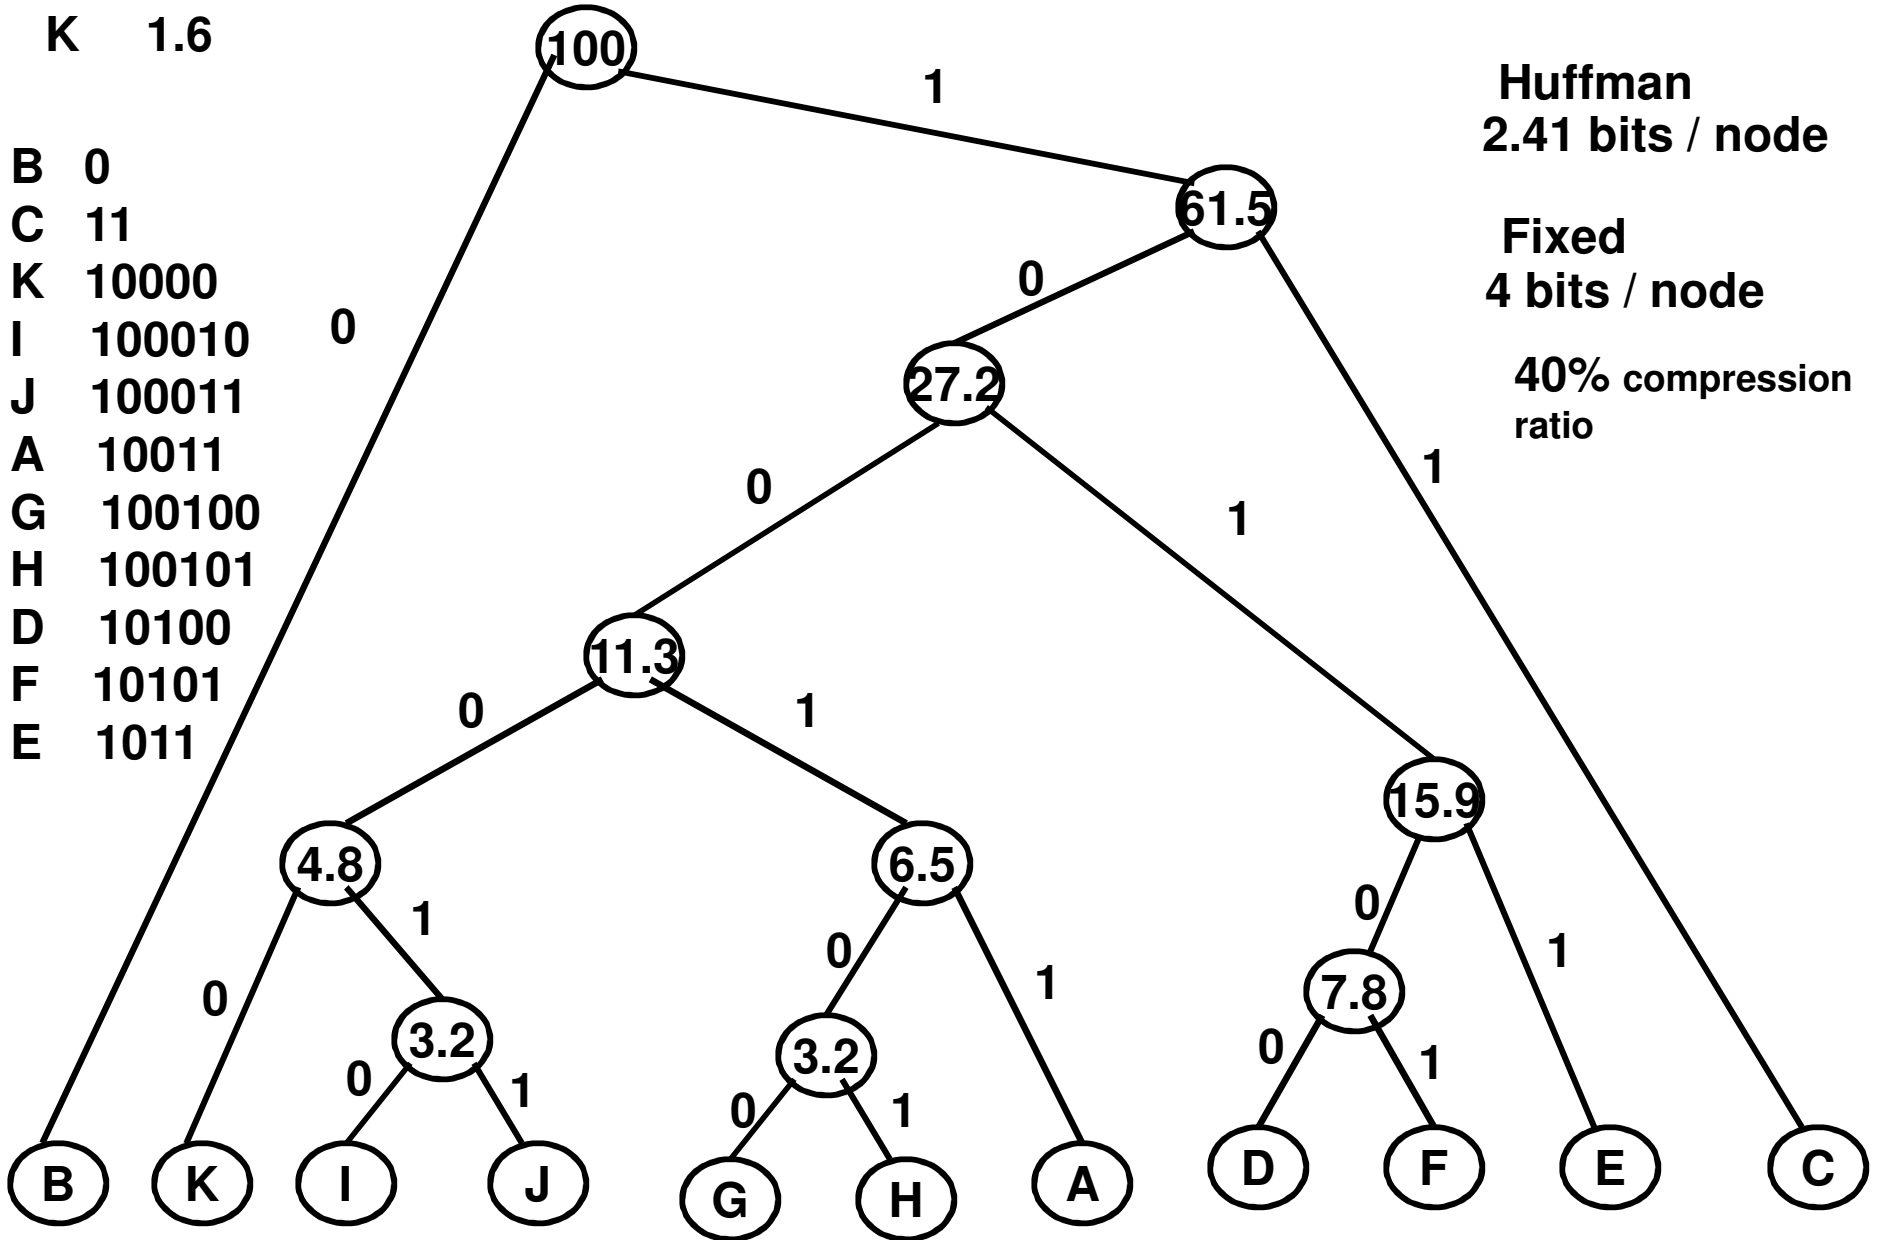 K 1.6
B 0
C 11
K 10000
I 100010
J 100011
A 10011
G 100100
H 100101
D 10100
F 10101
E 1011
Huffman
2.41 bits / node
Fixed
4 bits / node
40% compression
ratio
100
1
61.5
0
0
27.2
1
0
1
11.3
0
1
15.9
4.8
6.5
0
1
0
1
0
1
7.8
3.2
3.2
0
1
0
1
0
1
B
K
I
J
G
H
A
D
F
E
C